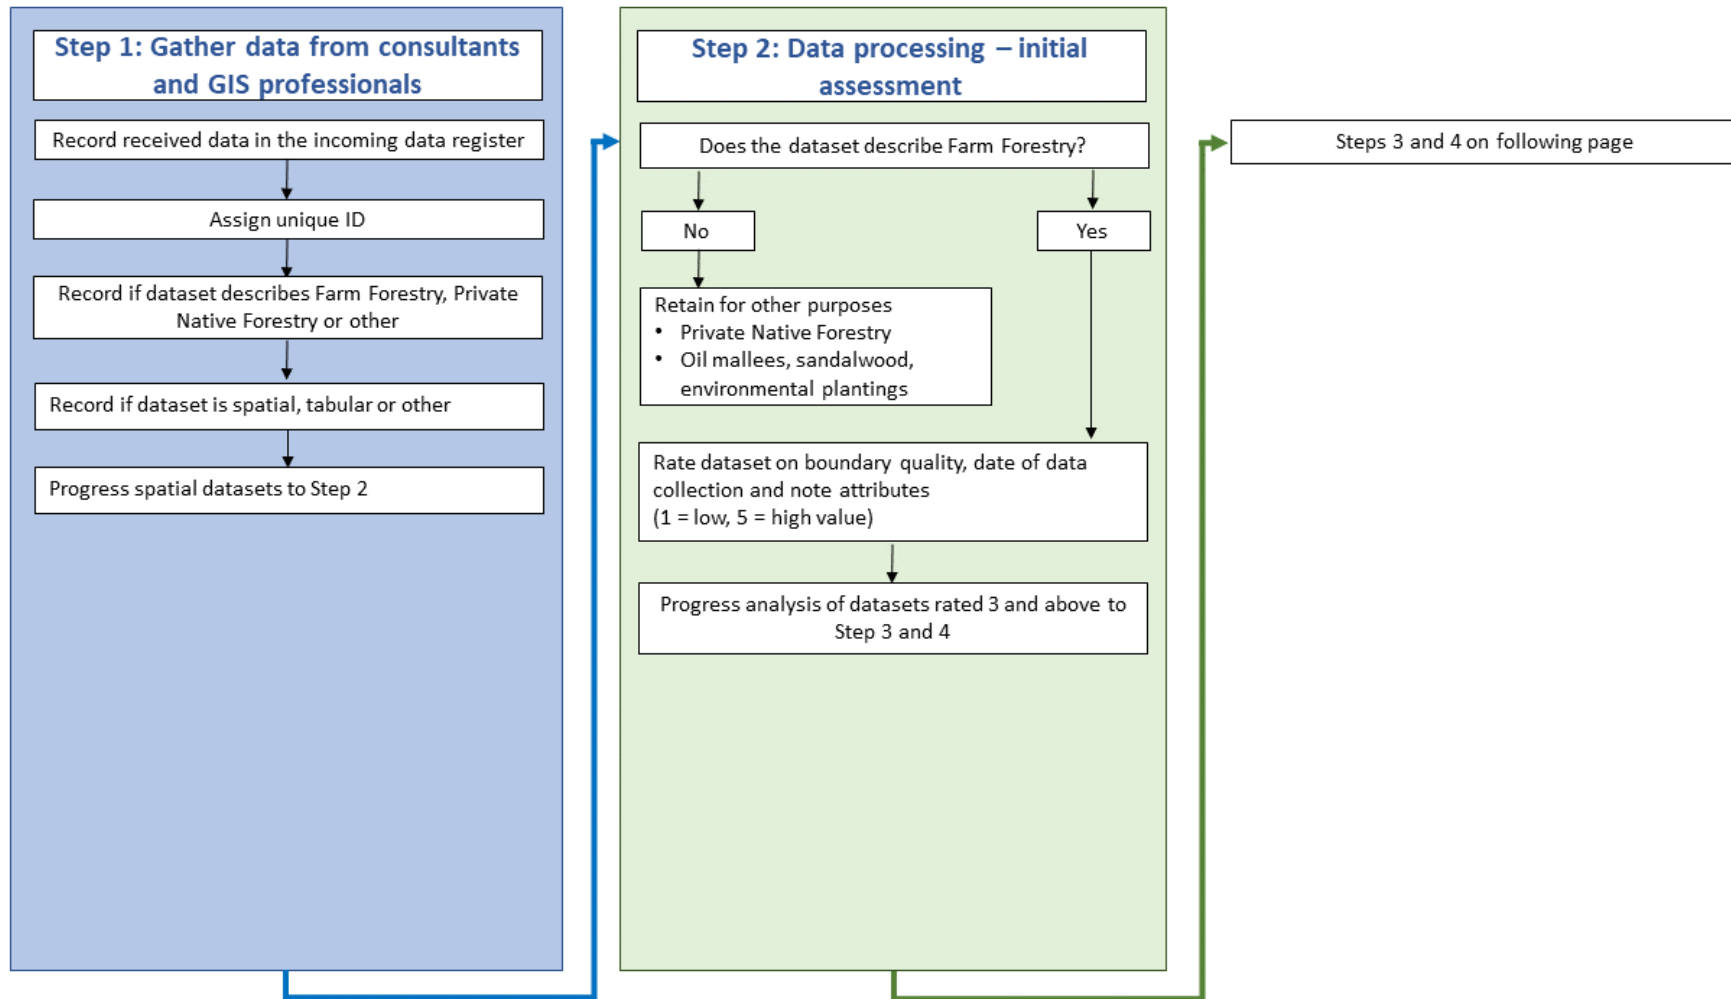 Step 1: Gather data from consultants
and GIS professionals
Record received data in the incoming data register
Assign unique ID
Record if dataset describes Farm Forestry, Private
Native Forestry or other
Record if dataset is spatial, tabular or other
Progress spatial datasets to Step 2
Step 2: Data processing – initial
assessment
Does the dataset describe Farm Forestry?
No
Yes
Retain for other purposes
• Private Native Forestry
• Oil mallees, sandalwood,
environmental plantings
Rate dataset on boundary quality, date of data
collection and note attributes
(1 = low, 5 = high value)
Progress analysis of datasets rated 3 and above to
Step 3 and 4
Steps 3 and 4 on following page